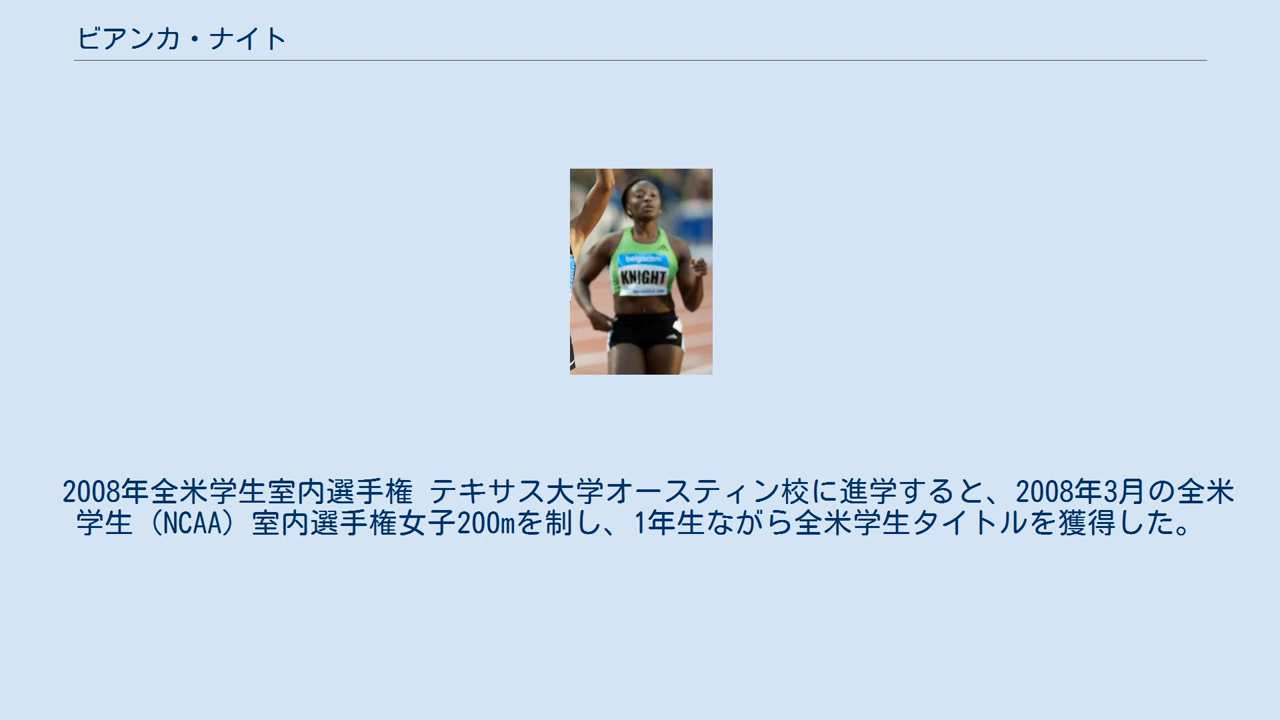 ビアンカ・ナイト
belgacom
KNIGHT
2008年全米学生室内選手権 テキサス大学オースティン校に進学すると、2008年3月の全米
学生（NCAA）室内選手権女子200mを制し、1年生ながら全米学生タイトルを獲得した。